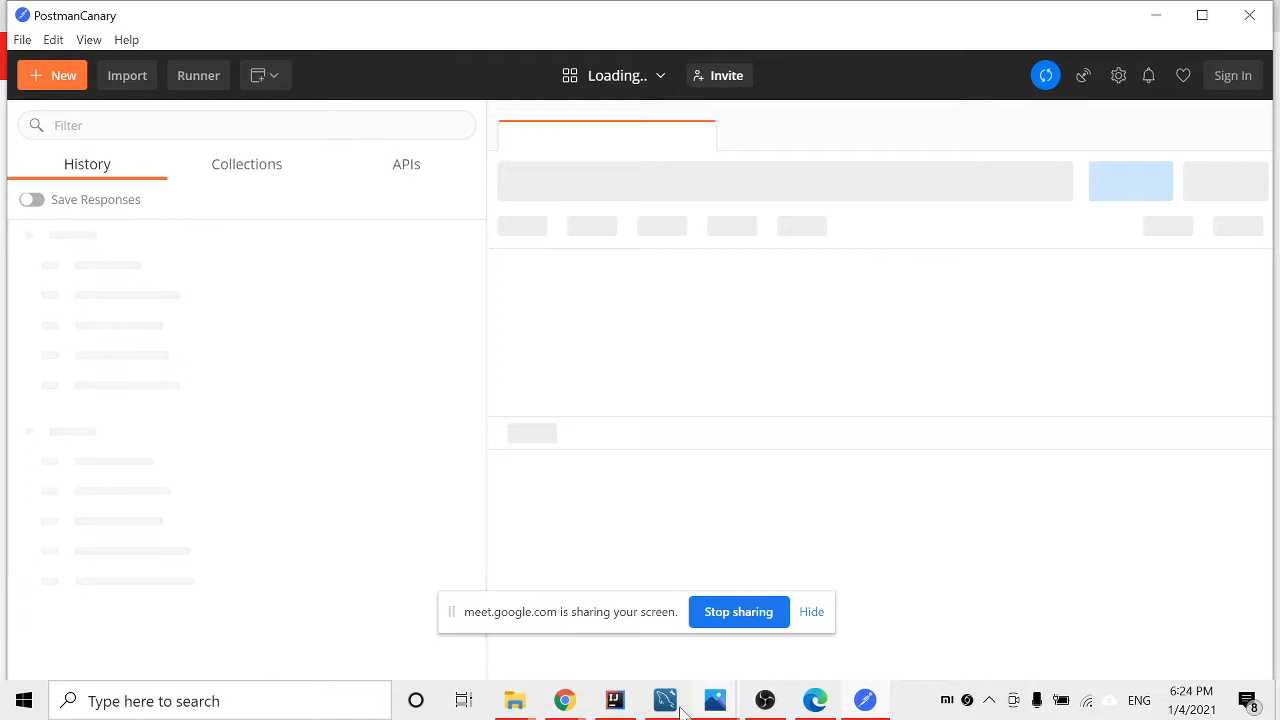 PostmanCanary
File Edit View Help
New Import Runner Loading.. Invite Sign In
Filter
History Collections APIs
Save Responses
meet.google.com is sharing your screen. Stop sharing Hide
Type here to search
mi ENG 6:24 PM
1/4/2021 8